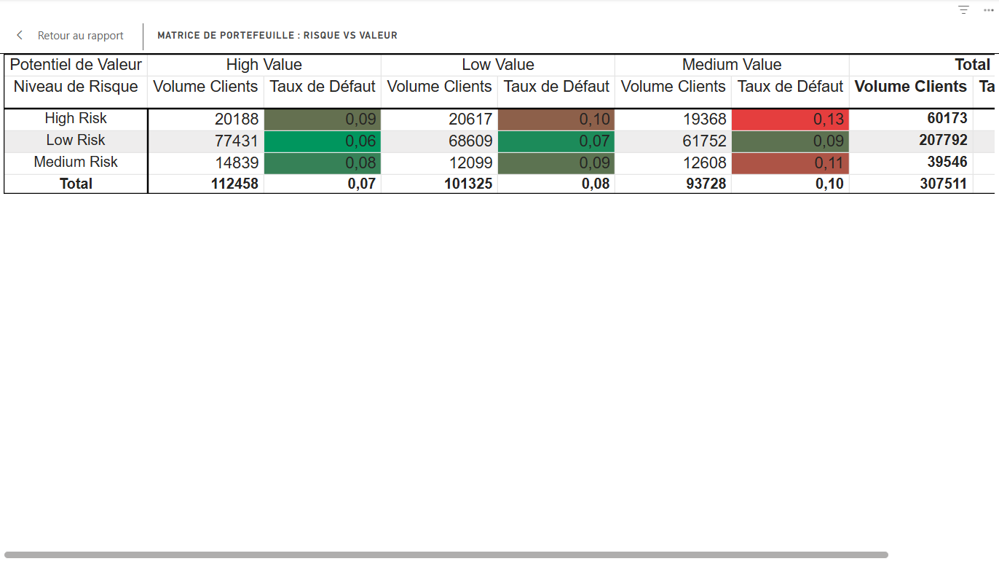 Retour au rapport MATRICE DE PORTEFEUILLE : RISQUE VS VALEUR
Potentiel de Valeur High Value Low Value Medium Value Total
Niveau de Risque Volume Clients Taux de Défaut Volume Clients Taux de Défaut Volume Clients Taux de Défaut Volume Clients Ta
High Risk 20188 0,09 20617 0,10 19368 0,13 60173
Low Risk 77431 0,06 68609 0,07 61752 0,09 207792
Medium Risk 14839 0,08 12099 0,09 12608 0,11 39546
Total 112458 0,07 101325 0,08 93728 0,10 307511